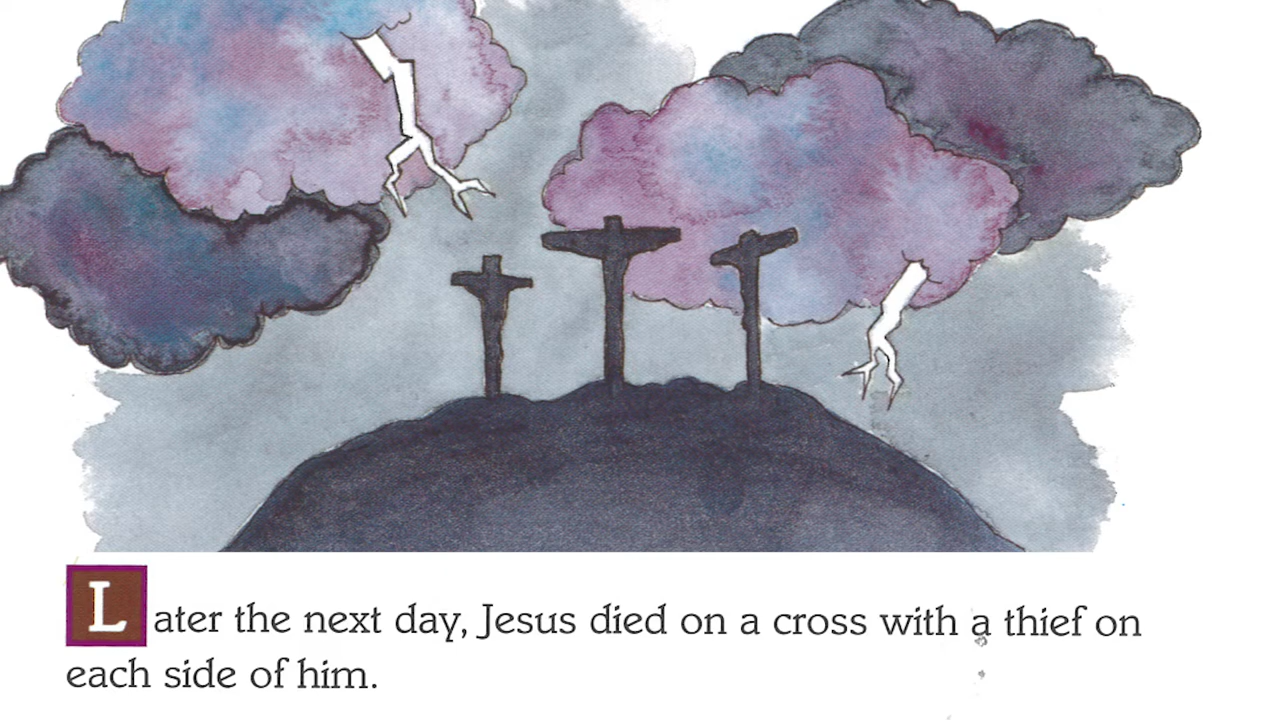 Later the next day, Jesus died on a cross with a thief on
each side of him.